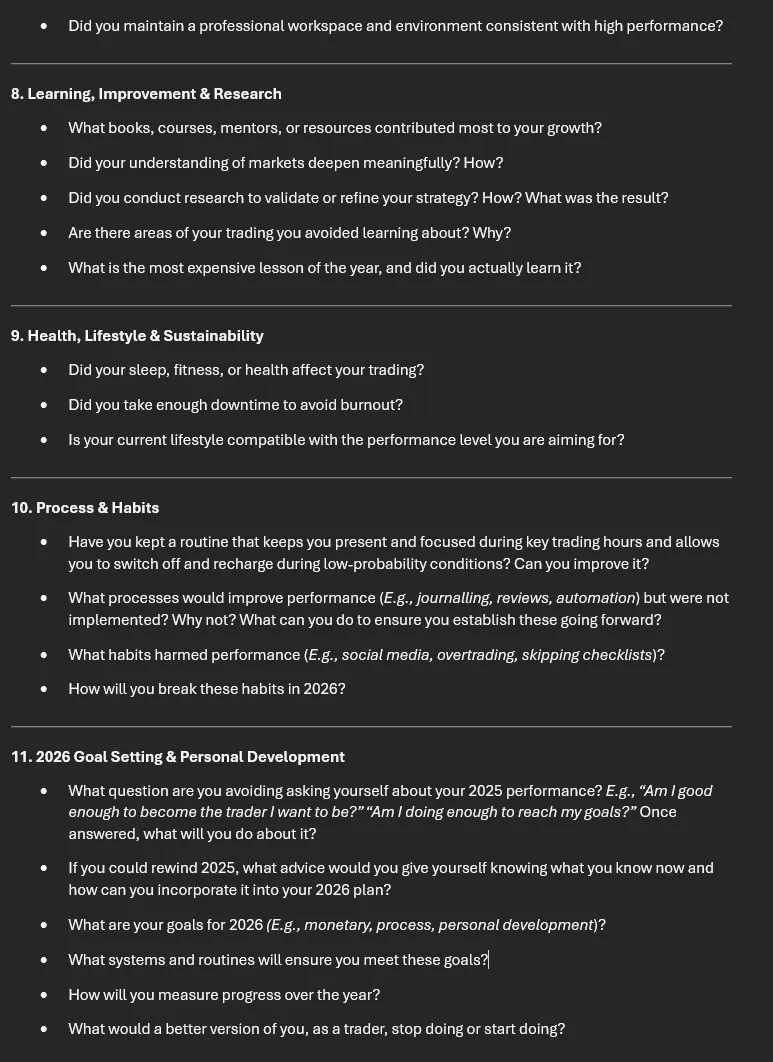 • Did you maintain a professional workspace and environment consistent with high performance?
8. Learning, Improvement & Research
• What books, courses, mentors, or resources contributed most to your growth?
• Did your understanding of markets deepen meaningfully? How?
• Did you conduct research to validate or refine your strategy? How? What was the result?
• Are there areas of your trading you avoided learning about? Why?
• What is the most expensive lesson of the year, and did you actually learn it?
9. Health, Lifestyle & Sustainability
• Did your sleep, fitness, or health affect your trading?
• Did you take enough downtime to avoid burnout?
• Is your current lifestyle compatible with the performance level you are aiming for?
10. Process & Habits
• Have you kept a routine that keeps you present and focused during key trading hours and allows
you to switch off and recharge during low-probability conditions? Can you improve it?
• What processes would improve performance (E.g., journalling, reviews, automation) but were not
implemented? Why not? What can you do to ensure you establish these going forward?
• What habits harmed performance (E.g., social media, overtrading, skipping checklists)?
• How will you break these habits in 2026?
11. 2026 Goal Setting & Personal Development
• What question are you avoiding asking yourself about your 2025 performance? E.g., “Am I good
enough to become the trader I want to be?” “Am I doing enough to reach my goals?” Once
answered, what will you do about it?
• If you could rewind 2025, what advice would you give yourself knowing what you know now and
how can you incorporate it into your 2026 plan?
• What are your goals for 2026 (E.g., monetary, process, personal development)?
• What systems and routines will ensure you meet these goals?
• How will you measure progress over the year?
• What would a better version of you, as a trader, stop doing or start doing?